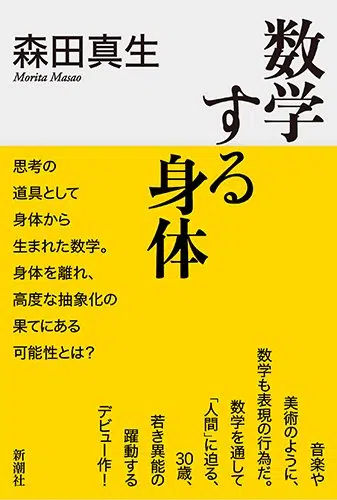 数学する身体
森田真生
Morita Masao
思考の
道具として
身体から
生まれた数学。
身体を離れ、
高度な抽象化の
果てにある
可能性とは？
音楽や
美術のように、
数学も表現の行為だ。
数学を通して
「人間」に迫る、
30歳、
若き異能の
躍動する
デビュー作！
新潮社